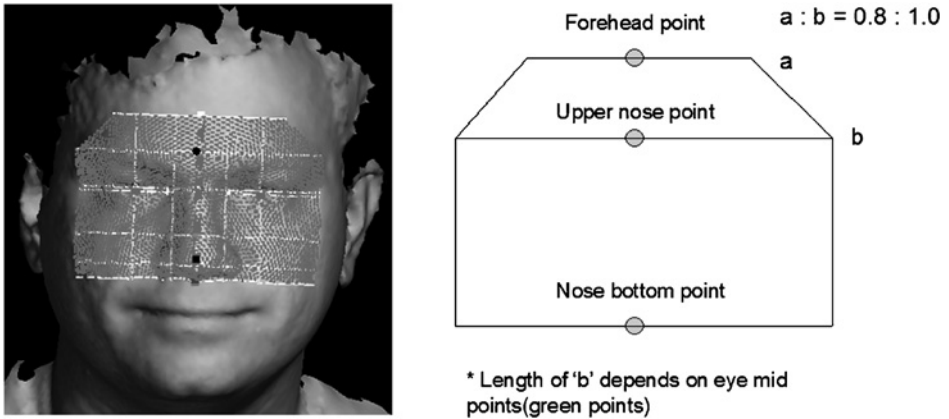 Forehead point
a : b = 0.8 : 1.0
a
Upper nose point
b
Nose bottom point
* Length of 'b' depends on eye mid
points(green points)